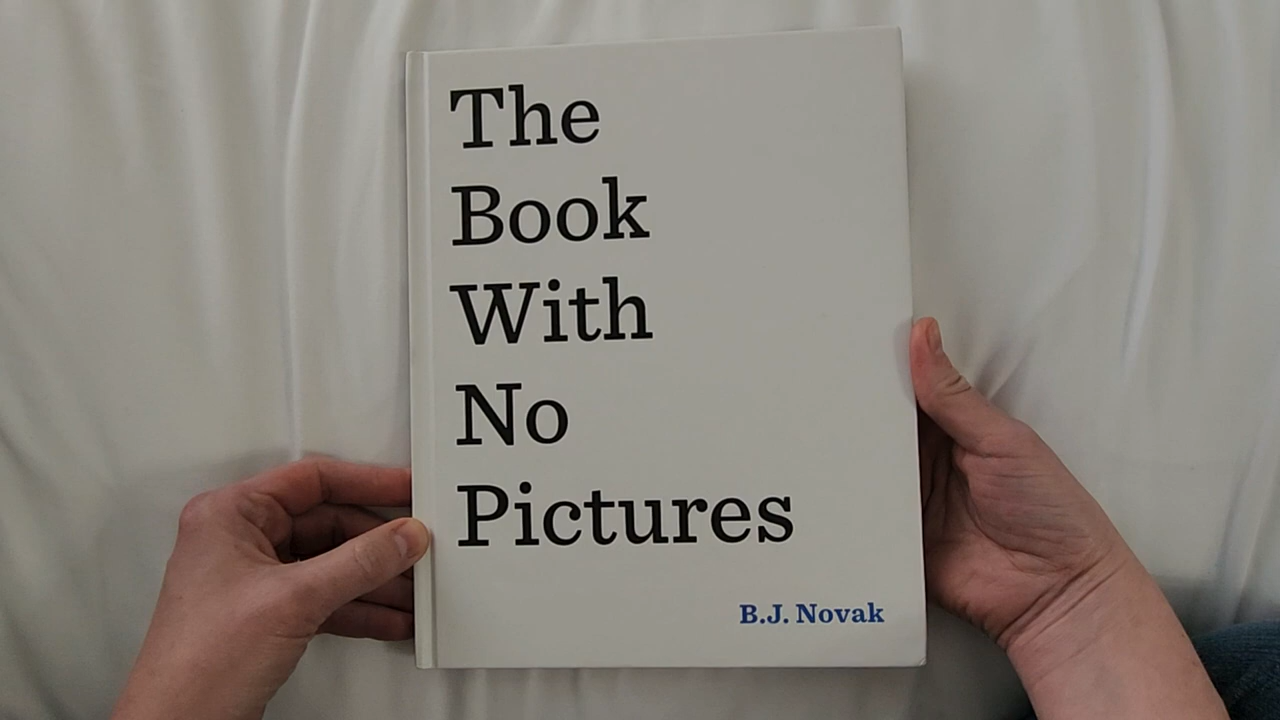 The
Book
With
No
Pictures
B.J. Novak